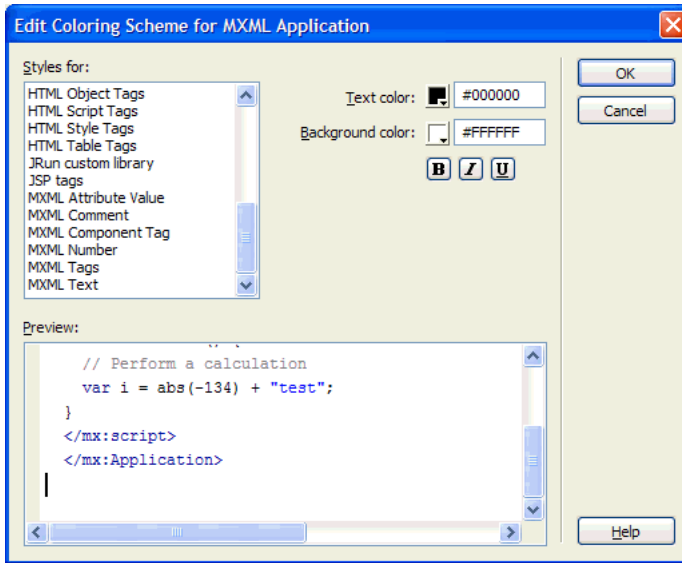 Edit Coloring Scheme for MXML Application
Styles for:
HTML Object Tags
HTML Script Tags
HTML Style Tags
HTML Table Tags
JRun custom library
JSP tags
MXML Attribute Value
MXML Comment
MXML Component Tag
MXML Number
MXML Tags
MXML Text
Text color: #000000
Background color: #FFFFFF
B I U
OK
Cancel
Preview:
// Perform a calculation
var i = abs(-134) + "test";
}
</mx:script>
</mx:Application>
Help